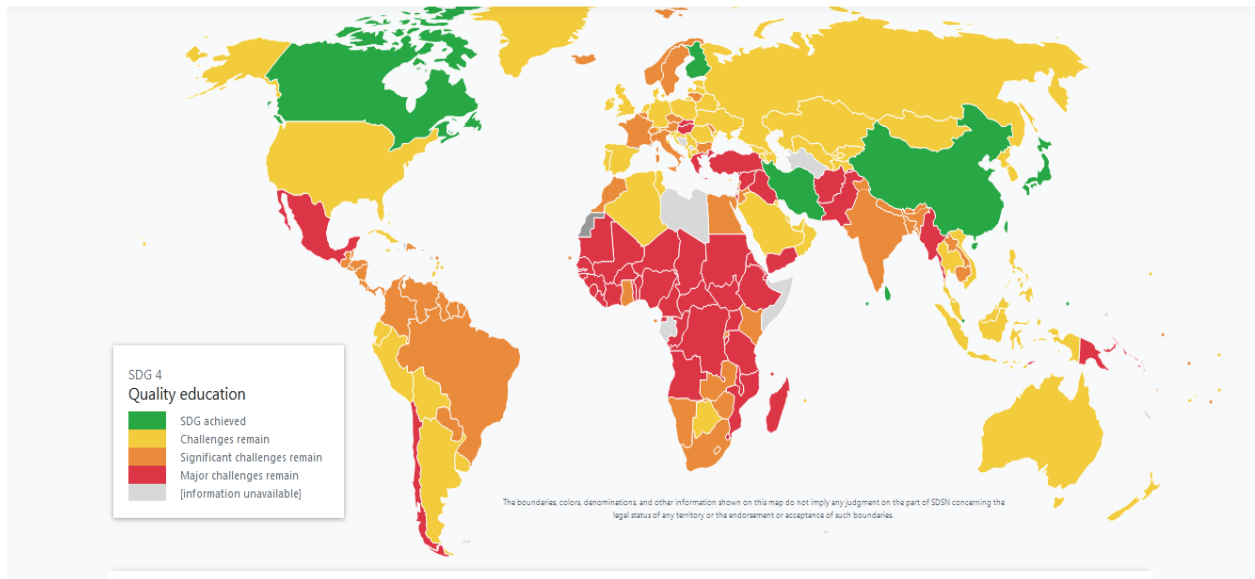 SDG 4
Quality education
SDG achieved
Challenges remain
Significant challenges remain
Major challenges remain
[information unavailable]
The boundaries, colors, denominations, and other information shown on this map do not imply any judgment on the part of SDSN concerning the
legal status of any territory or the endorsement or acceptance of such boundaries.